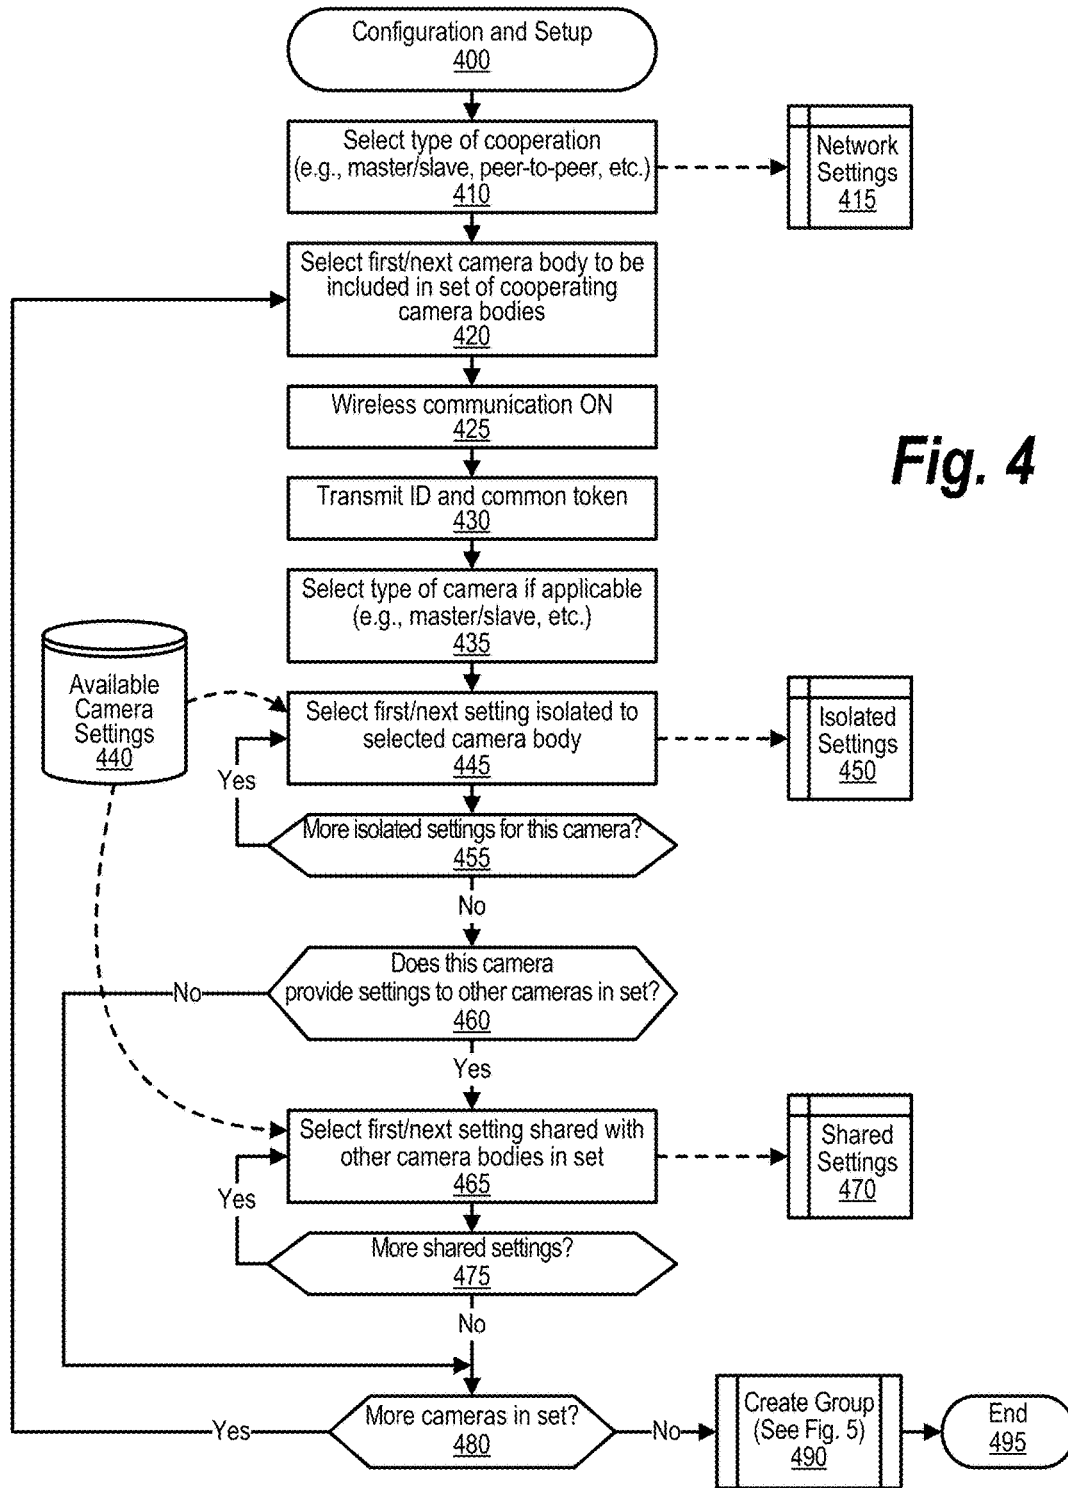 Configuration and Setup
400
Select type of cooperation
(e.g., master/slave, peer-to-peer, etc.)
410
Network
Settings
415
Select first/next camera body to be
included in set of cooperating
camera bodies
420
Wireless communication ON
425
Fig. 4
Transmit ID and common token
430
Select type of camera if applicable
(e.g., master/slave, etc.)
435
Available
Camera
Settings
440
Select first/next setting isolated to
selected camera body
445
Isolated
Settings
450
Yes
More isolated settings for this camera?
455
No
Does this camera
provide settings to other cameras in set?
460
No
Yes
Select first/next setting shared with
other camera bodies in set
465
Shared
Settings
470
Yes
More shared settings?
475
No
More cameras in set?
480
Yes
No
Create Group
(See Fig. 5)
490
End
495